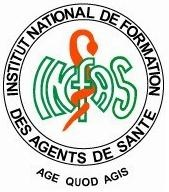 INSTITUT NATIONAL DE FORMATION
DES AGENTS DE SANTE
INFAS
AGE QUOD AGIS